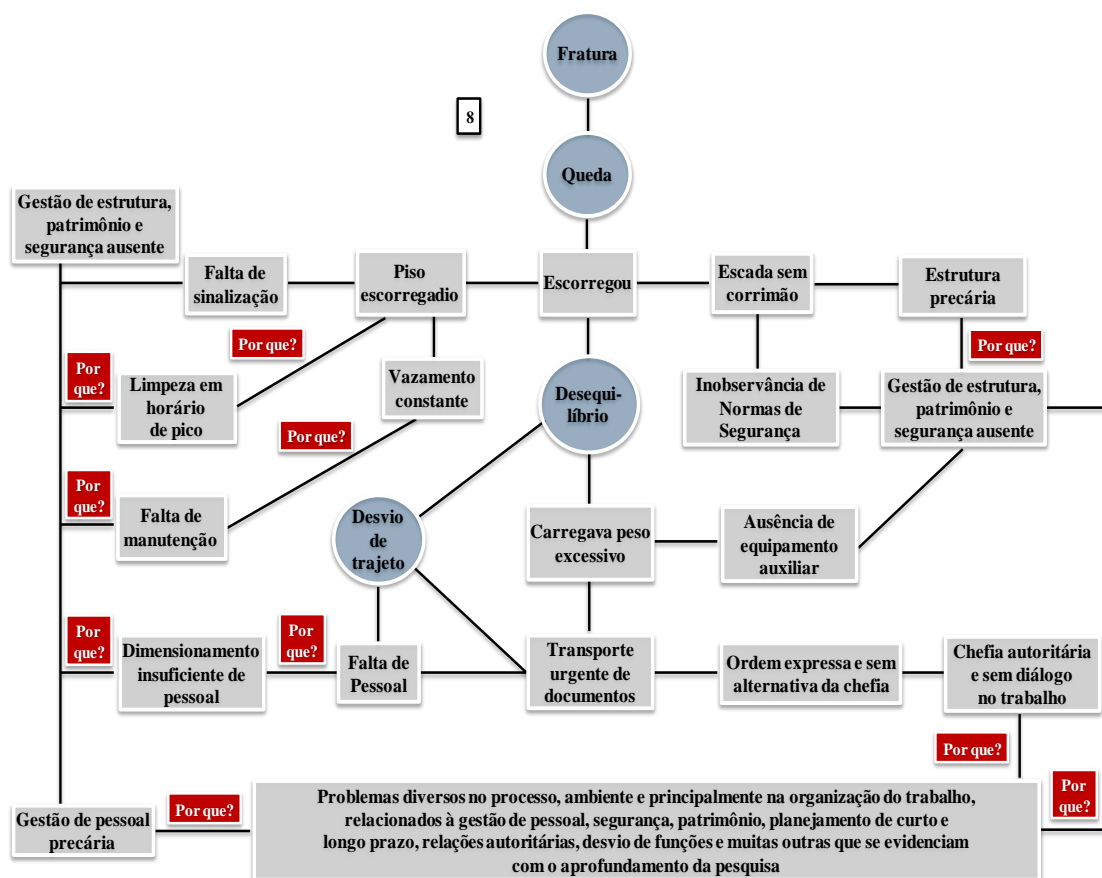 Fratura
8
Queda
Gestão de estrutura,
patrimônio e
segurança ausente
Falta de
sinalização
Piso
escorregadio
Escorregou
Escada sem
corrimão
Estrutura
precária
Por que?
Por que?
Por
que?
Limpeza em
horário
de pico
Vazamento
constante
Desequi-
líbrio
Inobservância de
Normas de
Segurança
Gestão de estrutura,
patrimônio e
segurança ausente
Por que?
Por
que?
Falta de
manutenção
Desvio
de
trajeto
Carregava peso
excessivo
Ausência de
equipamento
auxiliar
Por
que?
Dimensionamento
insuficiente de
pessoal
Por
que?
Falta de
Pessoal
Transporte
urgente de
documentos
Ordem expressa e sem
alternativa da chefia
Chefia autoritária
e sem diálogo
no trabalho
Por que?
Por
que?
Gestão de pessoal
precária
Por que?
Problemas diversos no processo, ambiente e principalmente na organização do trabalho,
relacionados à gestão de pessoal, segurança, patrimônio, planejamento de curto e
longo prazo, relações autoritárias, desvio de funções e muitas outras que se evidenciam
com o aprofundamento da pesquisa